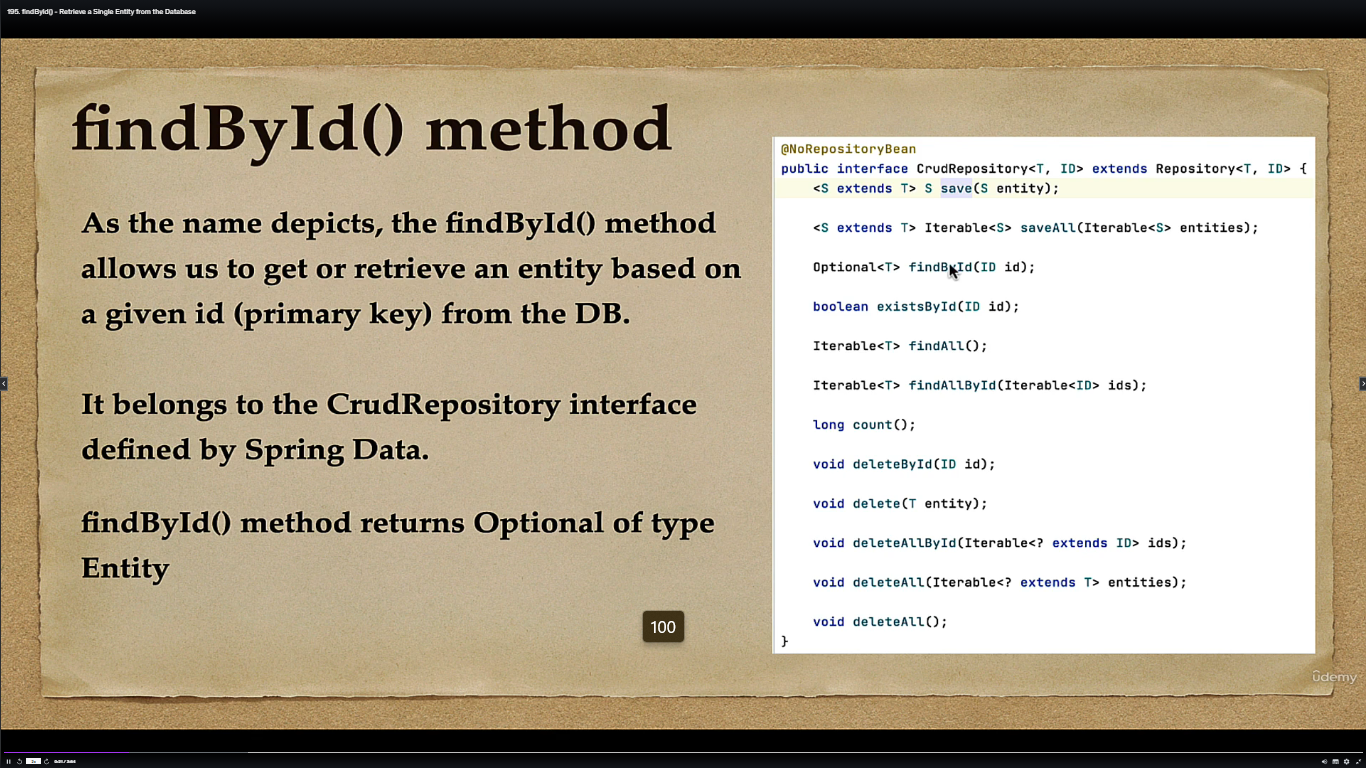 195. findById() - Retrieve a Single Entity from the Database
findById() method
As the name depicts, the findById() method
allows us to get or retrieve an entity based on
a given id (primary key) from the DB.
It belongs to the CrudRepository interface
defined by Spring Data.
findById() method returns Optional of type
Entity
@NoRepositoryBean
public interface CrudRepository<T, ID> extends Repository<T, ID> {
<S extends T> S save(S entity);
<S extends T> Iterable<S> saveAll(Iterable<S> entities);
Optional<T> findById(ID id);
boolean existsById(ID id);
Iterable<T> findAll();
Iterable<T> findAllById(Iterable<ID> ids);
long count();
void deleteById(ID id);
void delete(T entity);
void deleteAllById(Iterable<? extends ID> ids);
void deleteAll(Iterable<? extends T> entities);
void deleteAll();
}
100
ûdemy